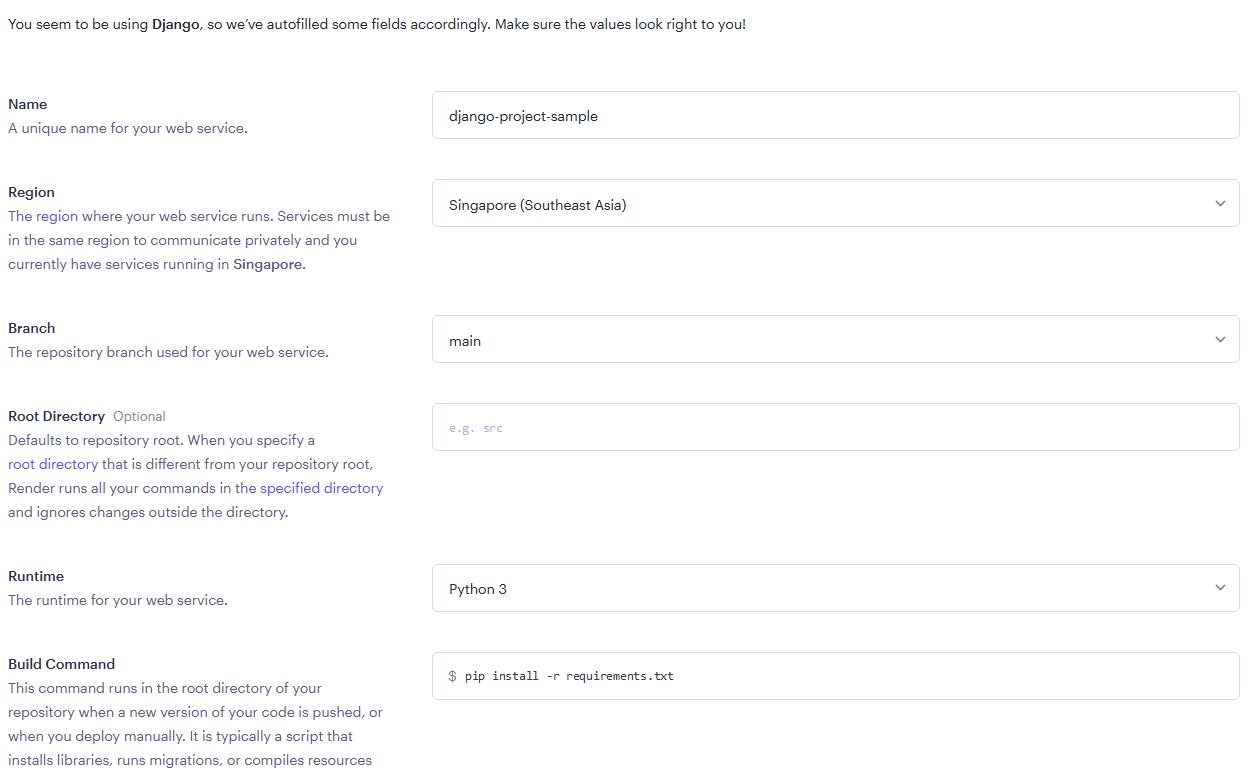 You seem to be using Django, so we've autofilled some fields accordingly. Make sure the values look right to you!
Name
A unique name for your web service.
django-project-sample
Region
The region where your web service runs. Services must be
in the same region to communicate privately and you
currently have services running in Singapore.
Singapore (Southeast Asia)
Branch
The repository branch used for your web service.
main
Root Directory Optional
Defaults to repository root. When you specify a
root directory that is different from your repository root,
Render runs all your commands in the specified directory
and ignores changes outside the directory.
e.g. src
Runtime
The runtime for your web service.
Python 3
Build Command
This command runs in the root directory of your
repository when a new version of your code is pushed, or
when you deploy manually. It is typically a script that
installs libraries, runs migrations, or compiles resources
$ pip install -r requirements.txt